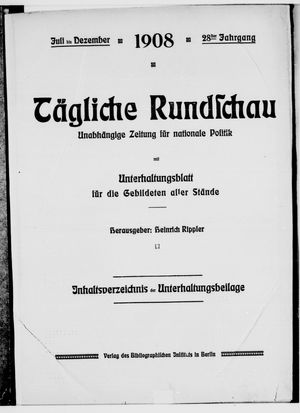 Juli bis Dezember 1908 28ster Jahrgang
Tägliche Rundschau
Unabhängige Zeitung für nationale Politik
mit
Unterhaltungsblatt
für die Gebildeten aller Stände
Herausgeber: Heinrich Rippler
Inhaltsverzeichnis der Unterhaltungsbeilage
Verlag des Bibliographischen Instituts in Berlin